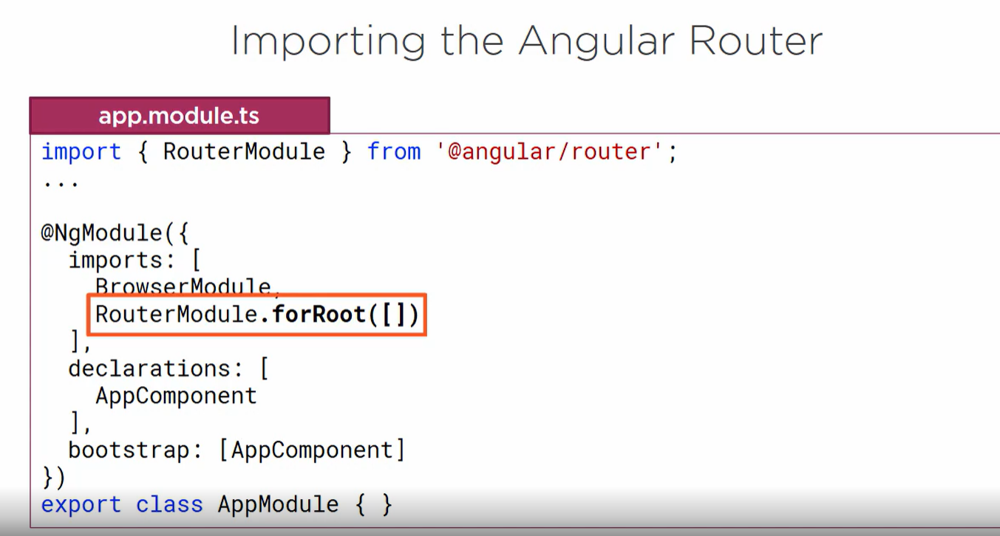 Importing the Angular Router
app.module.ts
import { RouterModule } from '@angular/router';
...
@NgModule({
imports: [
BrowserModule,
RouterModule.forRoot([])
],
declarations: [
AppComponent
],
bootstrap: [AppComponent]
})
export class AppModule { }